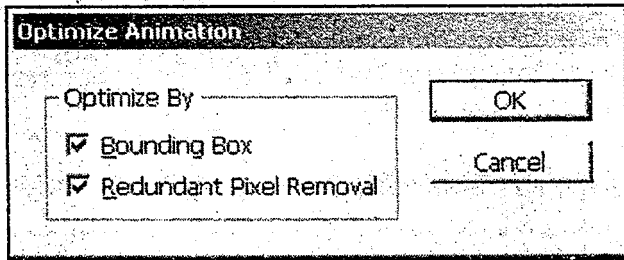 Optimize Animation
Optimize By
Bounding Box
Redundant Pixel Removal
OK
Cancel